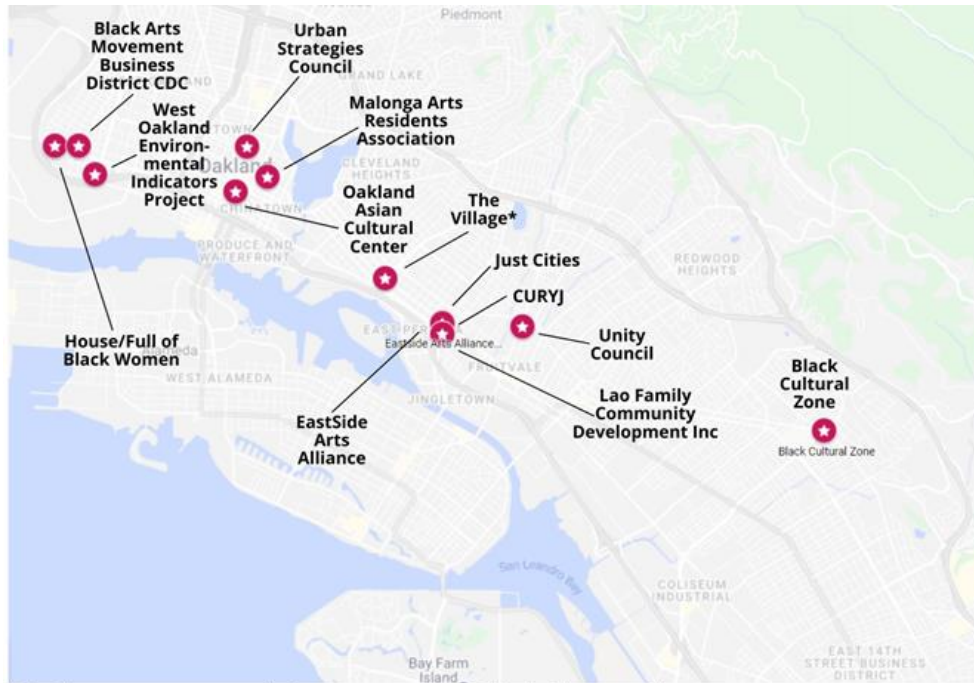 Piedmont
Black Arts
Movement
Business
District CDC
Urban
Strategies
Council
GRAND LAKE
West
Oakland
Environ-
mental
Indicators
Project
Malonga Arts
Residents
Association
Oakland
CLEVELAND
HEIGHTS
CHINATOWN
Oakland
Asian
Cultural
Center
The
Village*
PRODUCE AND
WATERFRONT
REDWOOD
HEIGHTS
Just Cities
CURYJ
House/Full of
Black Women
Alameda
Eastside Arts Alliance...
Unity
Council
FRUITVALE
WEST ALAMEDA
JINGLETOWN
Black
Cultural
Zone
Lao Family
Community
Development Inc
EastSide
Arts
Alliance
Black Cultural Zone
San Leandro Bay
COLISEUM
INDUSTRIAL
EAST 14TH
STREET BUSINESS
DISTRICT
Bay Farm
Island